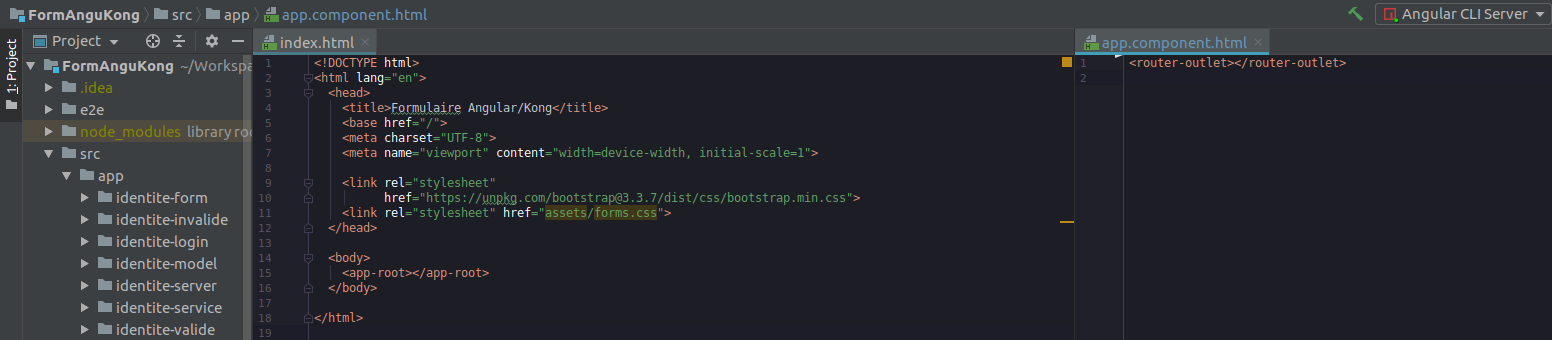 FormAnguKong src app app.component.html Angular CLI Server
1: Project
Project
FormAnguKong ~/Workspa
.idea
e2e
node_modules library roo
src
app
identite-form
identite-invalide
identite-login
identite-model
identite-server
identite-service
identite-valide
index.html
1 <!DOCTYPE html>
2 <html lang="en">
3 <head>
4 <title>Formulaire Angular/Kong</title>
5 <base href="/">
6 <meta charset="UTF-8">
7 <meta name="viewport" content="width=device-width, initial-scale=1">
8
9 <link rel="stylesheet"
10 href="https://unpkg.com/bootstrap@3.3.7/dist/css/bootstrap.min.css">
11 <link rel="stylesheet" href="assets/forms.css">
12 </head>
13
14 <body>
15 <app-root></app-root>
16 </body>
17
18 </html>
19
app.component.html
1 <router-outlet></router-outlet>
2